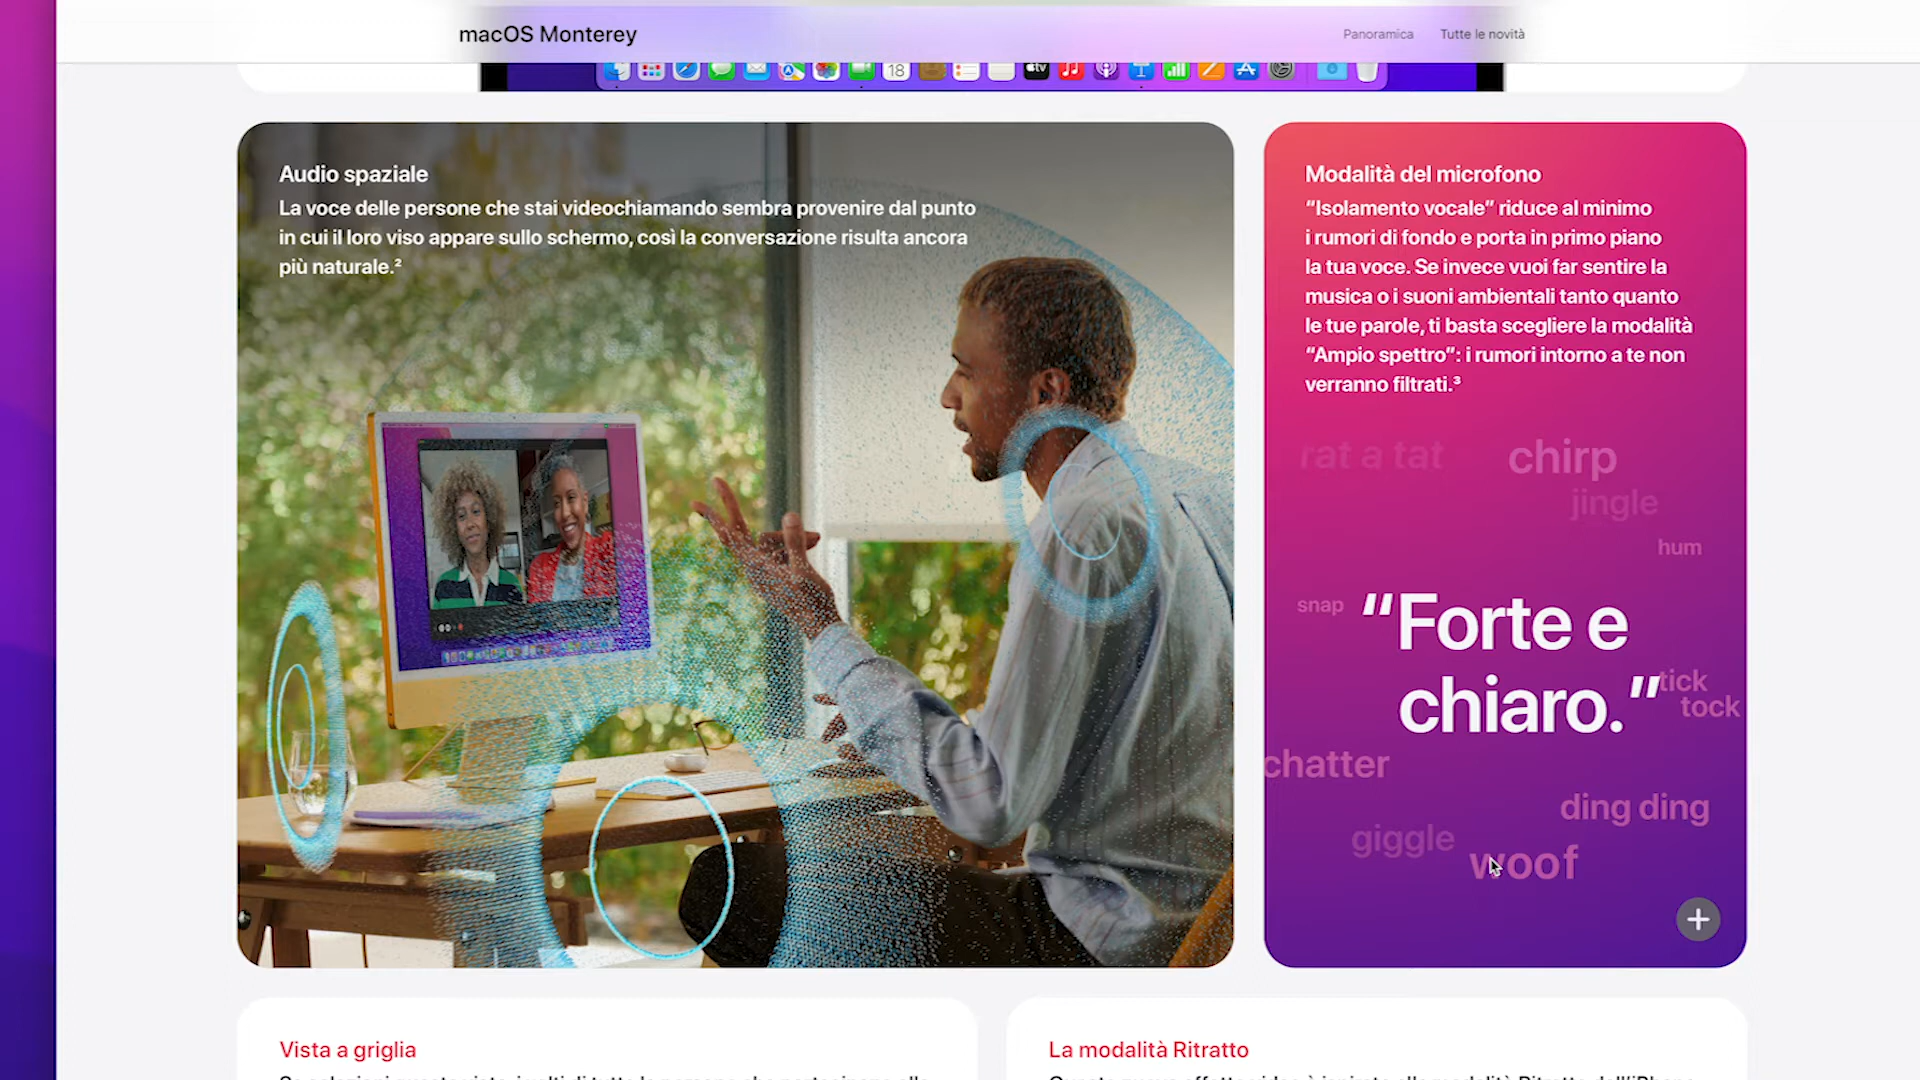 macOS Monterey
Panoramica
Tutte le novità
18
tv
Audio spaziale
La voce delle persone che stai videochiamando sembra provenire dal punto
in cui il loro viso appare sullo schermo, così la conversazione risulta ancora
più naturale.²
Modalità del microfono
“Isolamento vocale” riduce al minimo
i rumori di fondo e porta in primo piano
la tua voce. Se invece vuoi far sentire la
musica o i suoni ambientali tanto quanto
le tue parole, ti basta scegliere la modalità
“Ampio spettro”: i rumori intorno a te non
verranno filtrati.³
rat a tat
chirp
jingle
hum
snap
“Forte e
chiaro.”
tick
tock
chatter
ding ding
giggle
woof
Vista a griglia
La modalità Ritratto